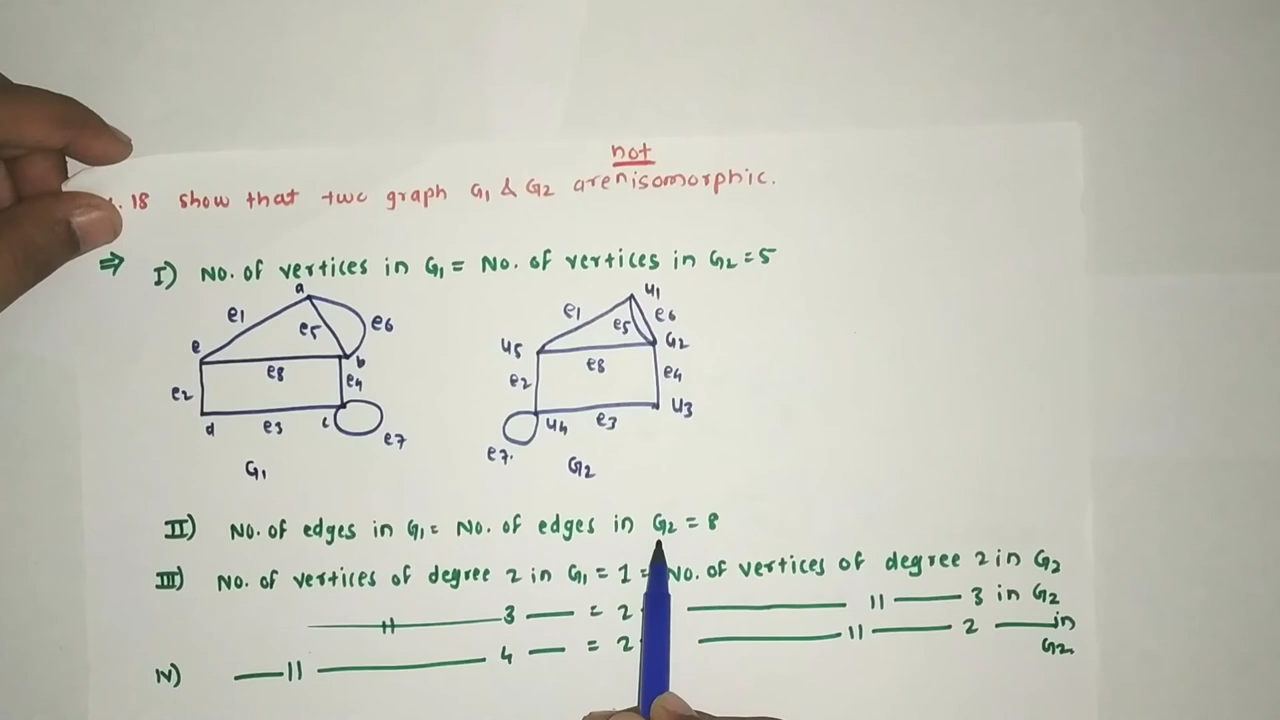 not
. 18 show that two graph G1 & G2 are n isomorphic.
⇒ I) No. of vertices in G1 = No. of vertices in G2 = 5
a
e1
e5
e6
e
b
e8
e2
e4
d
e3
c
e7
G1
u1
e1
e5
e6
u5
G2
e8
e2
e4
u4
e3
u3
e7.
G2
II) No. of edges in G1 = No. of edges in G2 = 8
III) No. of vertices of degree 2 in G1 = 1 = No. of vertices of degree 2 in G2
—— 11 —— 3 —— = 2 —— 11 —— 3 in G2
IV) —— 11 —— 4 —— = 2 —— 11 —— 2 —— in G2.